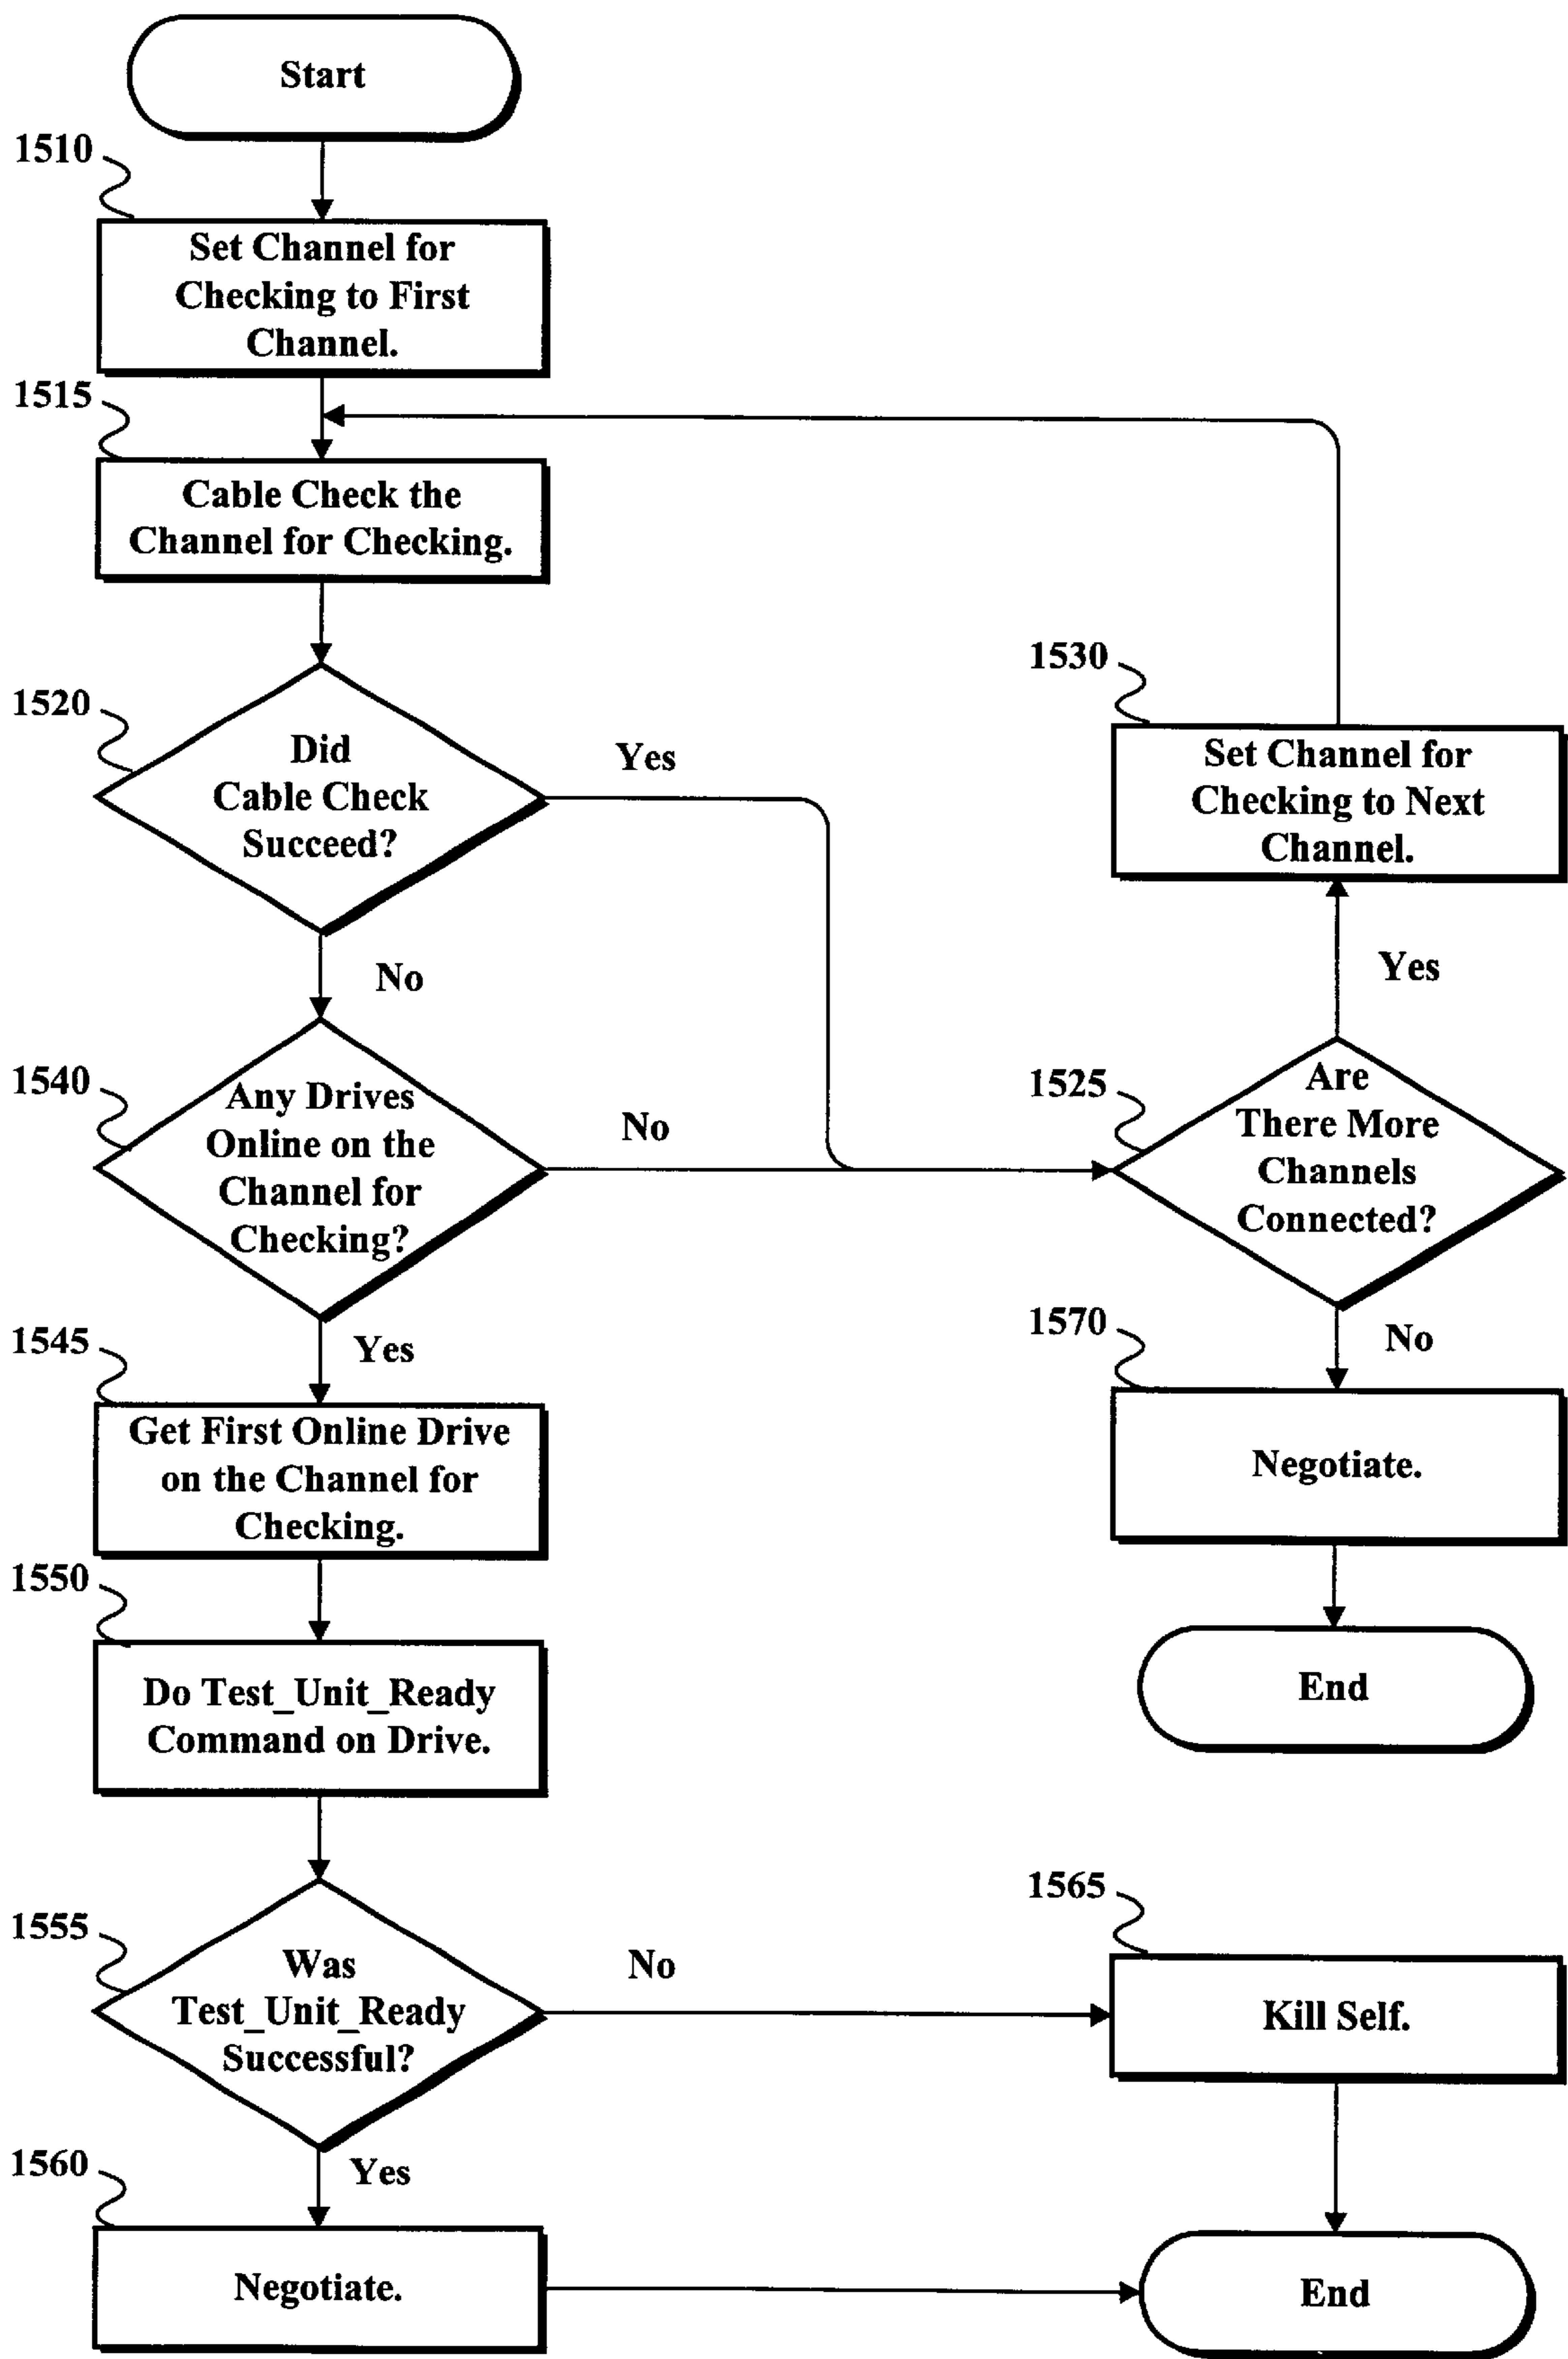 Start
1510
Set Channel for
Checking to First
Channel.
1515
Cable Check the
Channel for Checking.
1520
Did
Cable Check
Succeed?
Yes
No
1530
Set Channel for
Checking to Next
Channel.
Yes
1540
Any Drives
Online on the
Channel for
Checking?
No
Yes
1525
Are
There More
Channels
Connected?
No
1545
Get First Online Drive
on the Channel for
Checking.
1570
Negotiate.
End
1550
Do Test_Unit_Ready
Command on Drive.
1555
Was
Test_Unit_Ready
Successful?
No
Yes
1565
Kill Self.
1560
Negotiate.
End